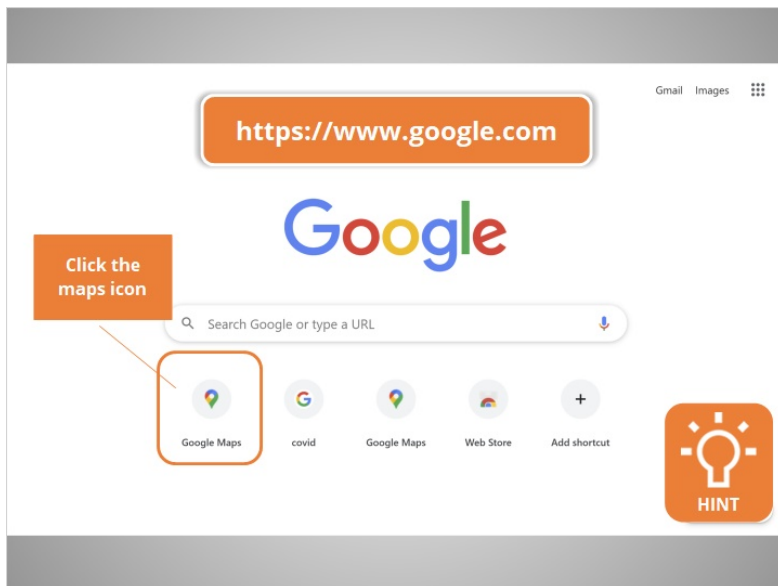 Gmail Images
https://www.google.com
Google
Click the
maps icon
Search Google or type a URL
Google Maps
covid
Google Maps
Web Store
Add shortcut
HINT